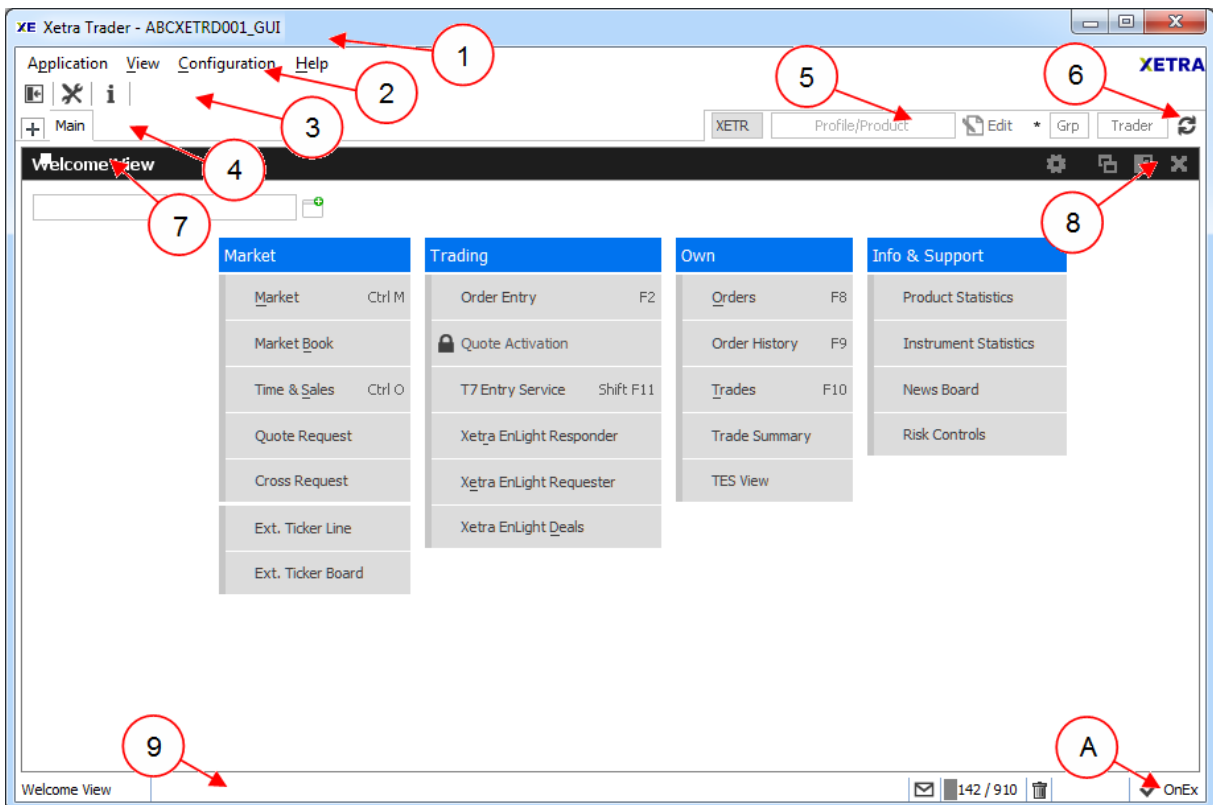 XE Xetra Trader - ABCXETRD001_GUI
1
Application View Configuration Help
XETRA
2
5
6
i
3
+ Main
XETR Profile/Product Edit * Grp Trader
4
Welcome View
7
8
Market
Market Ctrl M
Market Book
Time & Sales Ctrl O
Quote Request
Cross Request
Ext. Ticker Line
Ext. Ticker Board
Trading
Order Entry F2
Quote Activation
T7 Entry Service Shift F11
Xetra EnLight Responder
Xetra EnLight Requester
Xetra EnLight Deals
Own
Orders F8
Order History F9
Trades F10
Trade Summary
TES View
Info & Support
Product Statistics
Instrument Statistics
News Board
Risk Controls
9
A
Welcome View
142 / 910
OnEx